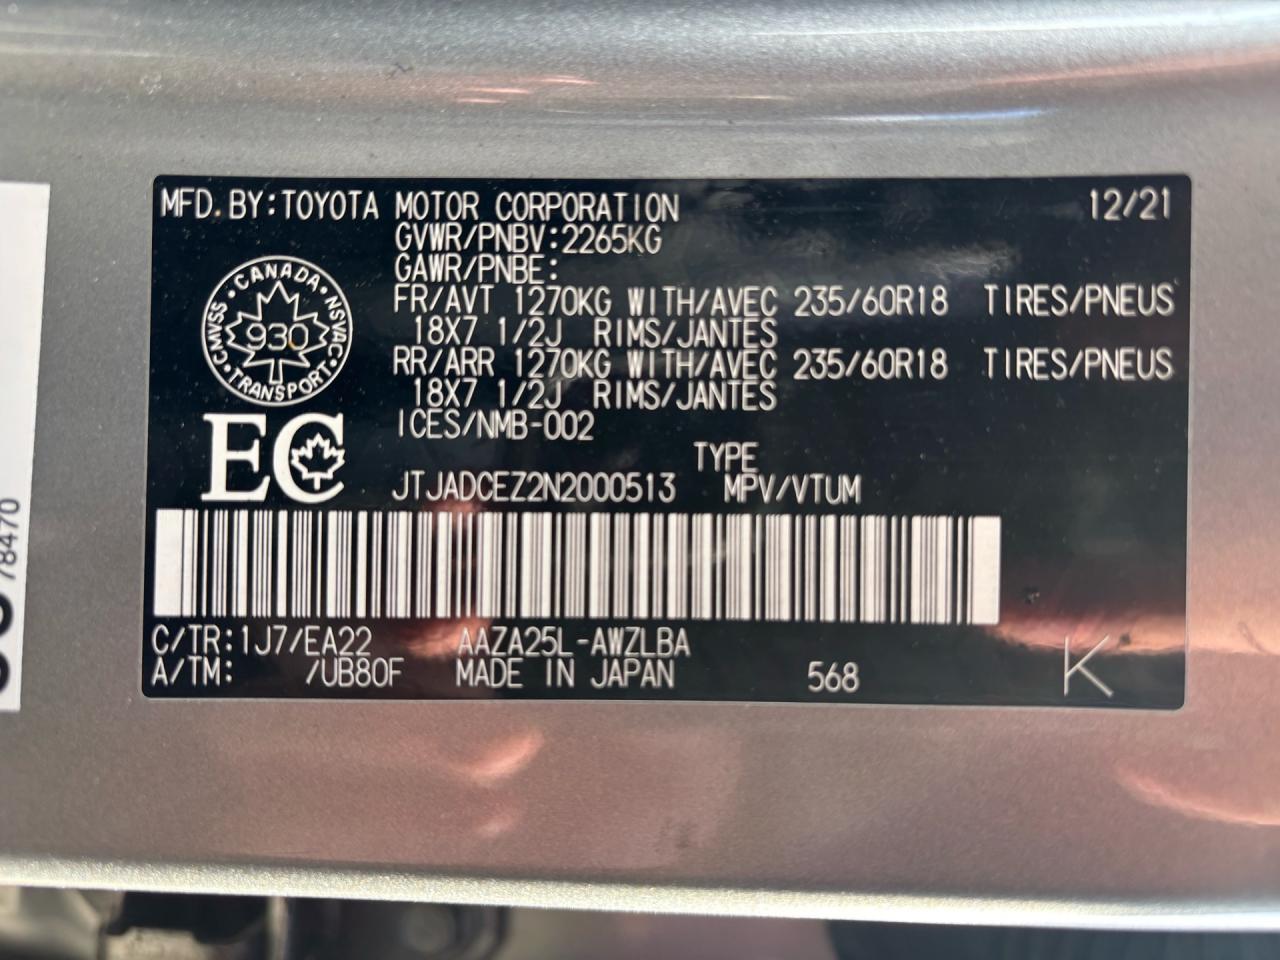 MFD. BY:TOYOTA MOTOR CORPORATION 12/21
GVWR/PNBV:2265KG
GAWR/PNBE:
FR/AVT 1270KG WITH/AVEC 235/60R18 TIRES/PNEUS
18X7 1/2J RIMS/JANTES
RR/ARR 1270KG WITH/AVEC 235/60R18 TIRES/PNEUS
18X7 1/2J RIMS/JANTES
ICES/NMB-002
CANADA · NSVAC · TRANSPORT · CMVSS
930
EC
TYPE
JTJADCEZ2N2000513 MPV/VTUM
C/TR:1J7/EA22 AAZA25L-AWZLBA
A/TM: /UB80F MADE IN JAPAN 568 K
78470